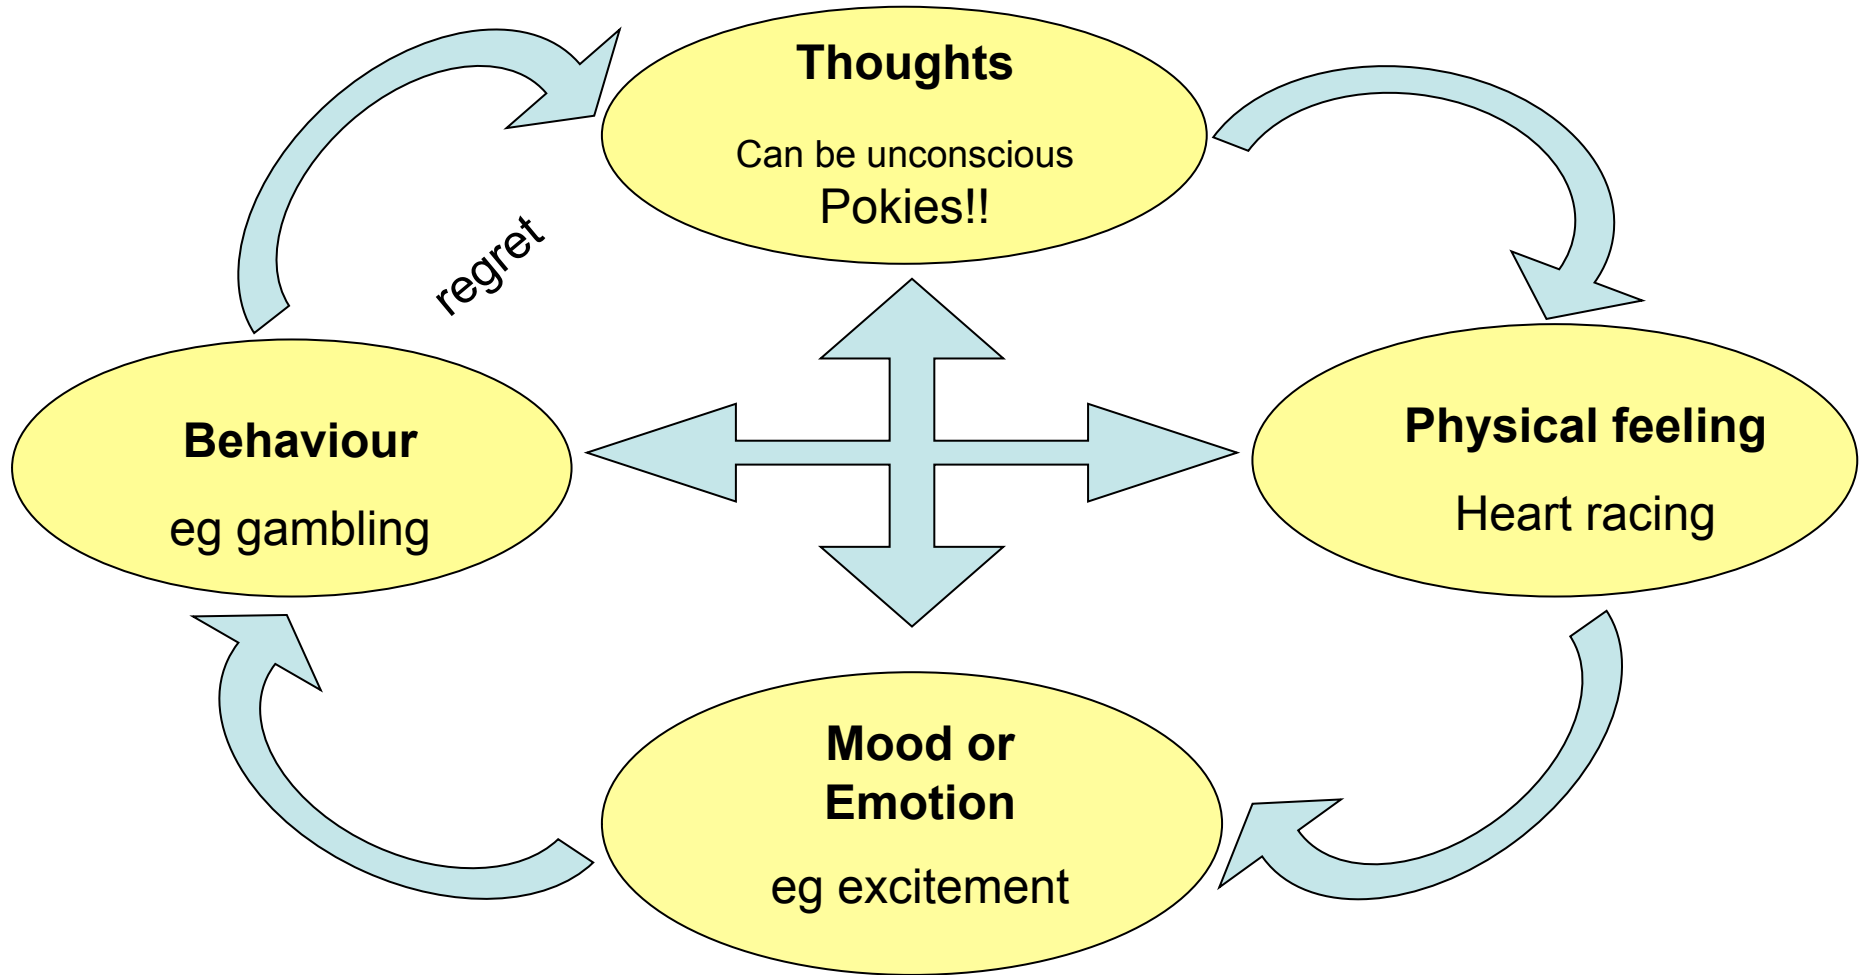 Thoughts
Can be unconscious
Pokies!!
regret
Behaviour
eg gambling
Physical feeling
Heart racing
Mood or
Emotion
eg excitement